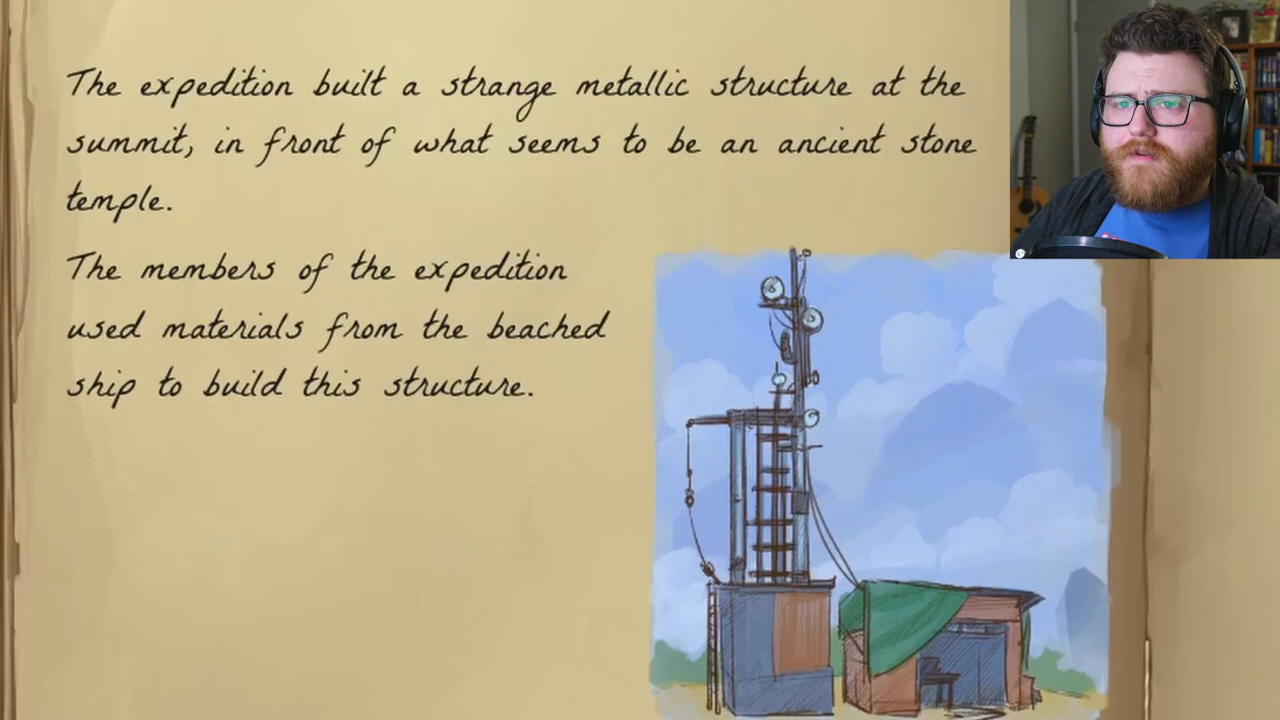 The expedition built a strange metallic structure at the
summit, in front of what seems to be an ancient stone
temple.
The members of the expedition
used materials from the beached
ship to build this structure.